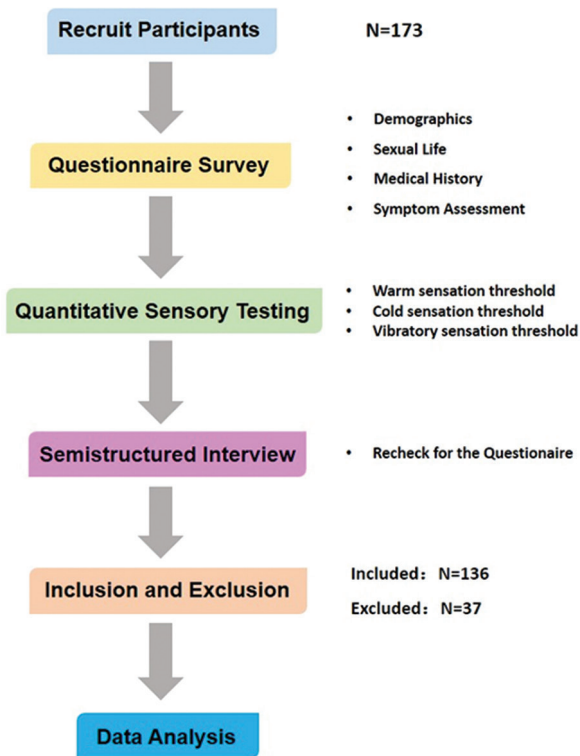 Recruit Participants
N=173
Questionnaire Survey
• Demographics
• Sexual Life
• Medical History
• Symptom Assessment
Quantitative Sensory Testing
• Warm sensation threshold
• Cold sensation threshold
• Vibratory sensation threshold
Semistructured Interview
• Recheck for the Questionaire
Inclusion and Exclusion
Included：N=136
Excluded：N=37
Data Analysis